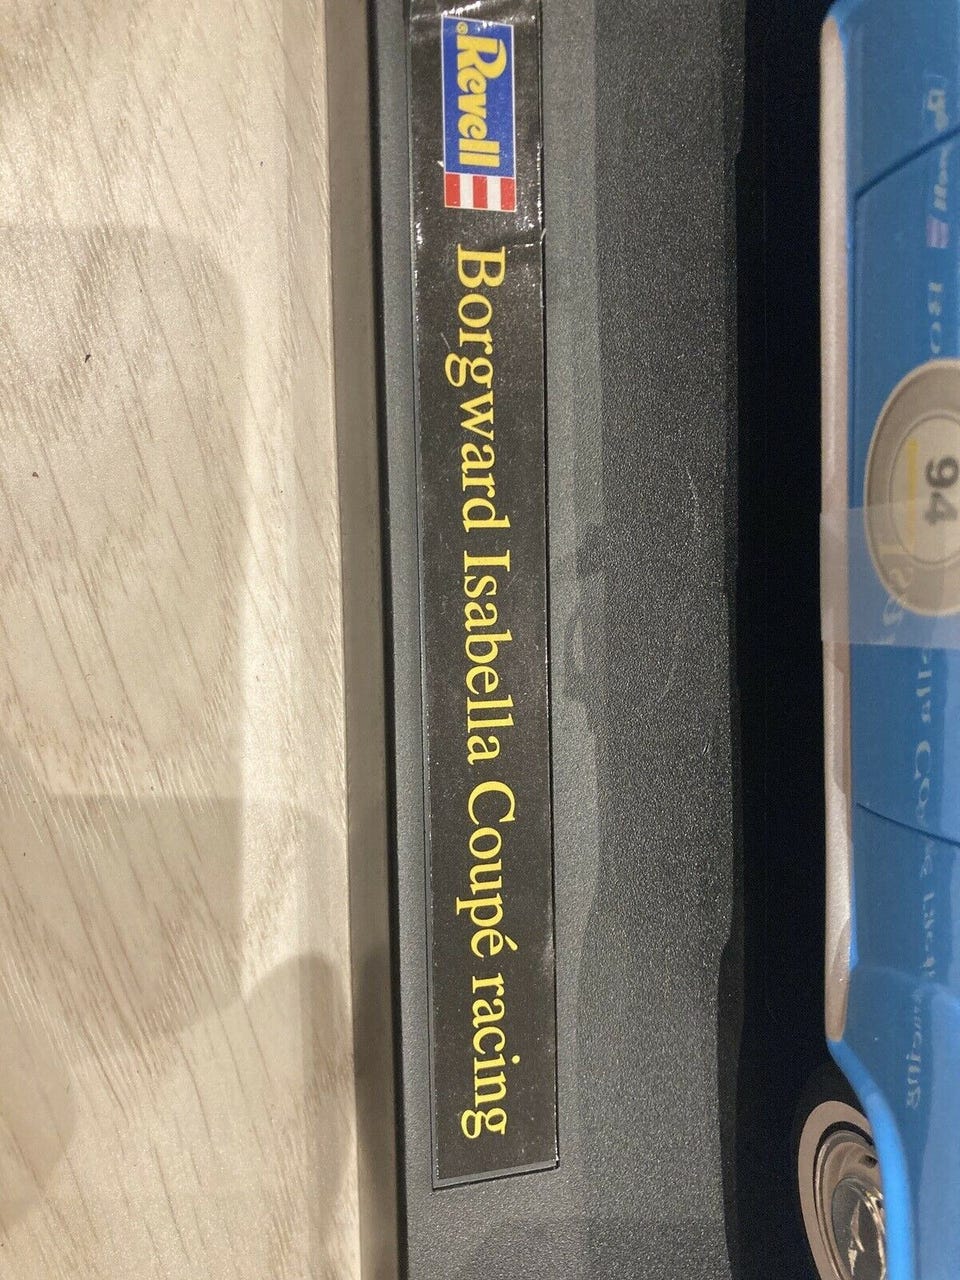 Revell
Borgward Isabella Coupé racing
94